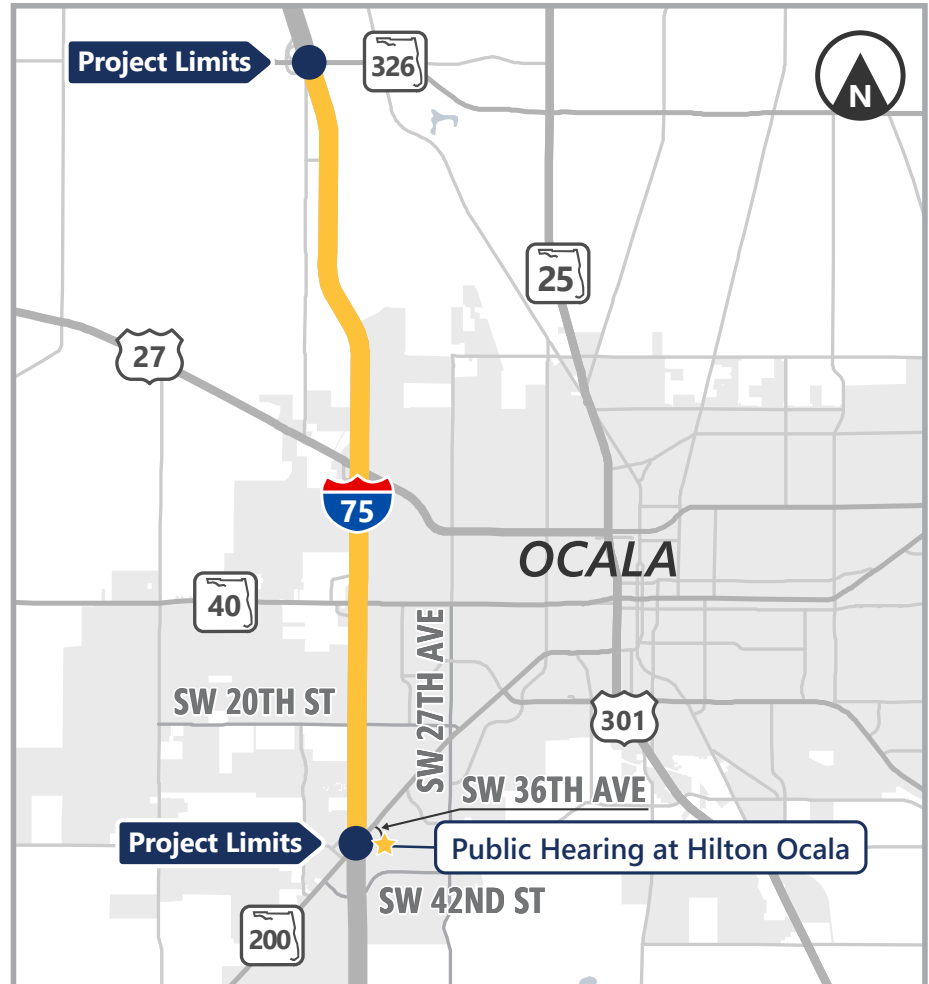 Project Limits
326
N
25
27
75
OCALA
40
SW 27TH AVE
SW 20TH ST
301
SW 36TH AVE
Project Limits
Public Hearing at Hilton Ocala
SW 42ND ST
200